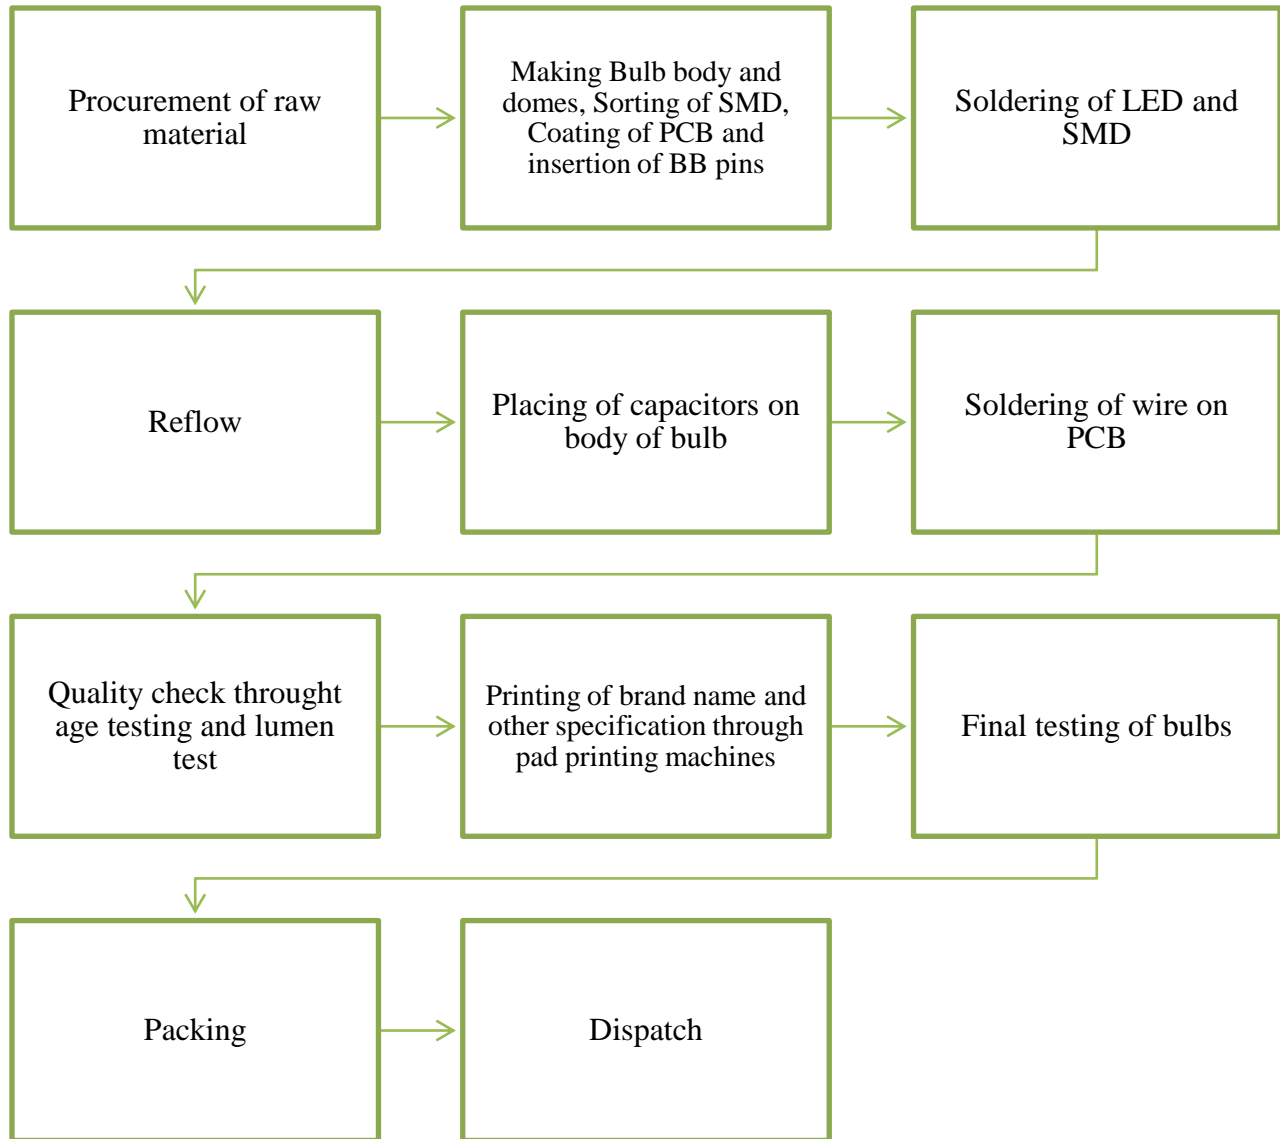 Procurement of raw
material
Making Bulb body and
domes, Sorting of SMD,
Coating of PCB and
insertion of BB pins
Soldering of LED and
SMD
Reflow
Placing of capacitors on
body of bulb
Soldering of wire on
PCB
Quality check throught
age testing and lumen
test
Printing of brand name and
other specification through
pad printing machines
Final testing of bulbs
Packing
Dispatch